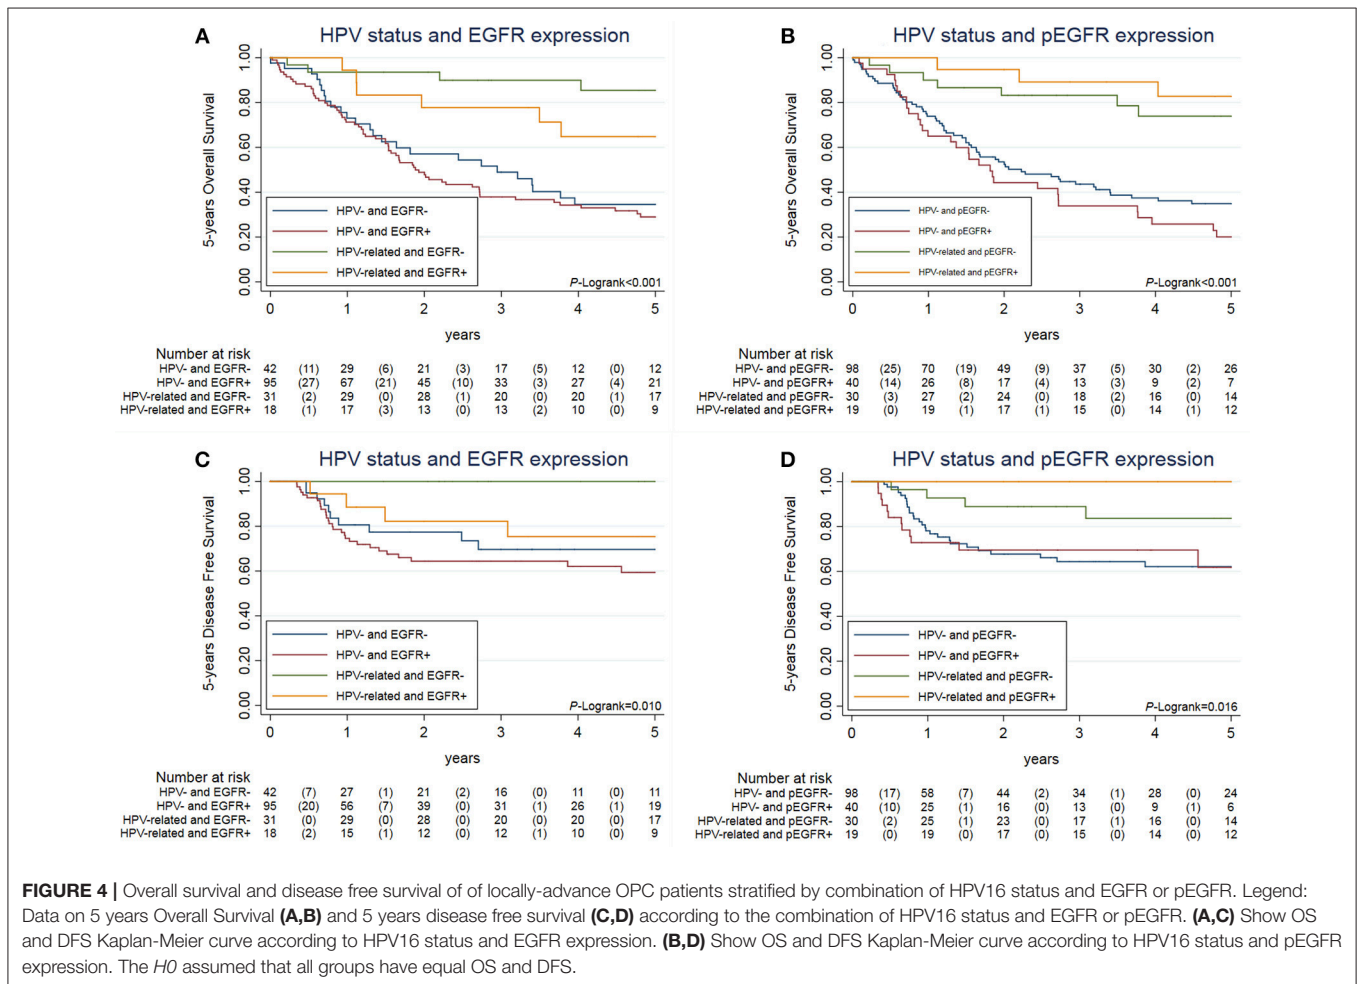 A
HPV status and EGFR expression
5-years Overall Survival
1.00
0.80
0.60
0.40
0.20
0.00
HPV- and EGFR-
HPV- and EGFR+
HPV-related and EGFR-
HPV-related and EGFR+
P-Logrank<0.001
0 1 2 3 4 5
years
Number at risk
HPV- and EGFR- 42 (11) 29 (6) 21 (3) 17 (5) 12 (0) 12
HPV- and EGFR+ 95 (27) 67 (21) 45 (10) 33 (3) 27 (4) 21
HPV-related and EGFR- 31 (2) 29 (0) 28 (1) 20 (0) 20 (1) 17
HPV-related and EGFR+ 18 (1) 17 (3) 13 (0) 13 (2) 10 (0) 9
B
HPV status and pEGFR expression
5-years Overall Survival
1.00
0.80
0.60
0.40
0.20
0.00
HPV- and pEGFR-
HPV- and pEGFR+
HPV-related and pEGFR-
HPV-related and pEGFR+
P-Logrank<0.001
0 1 2 3 4 5
years
Number at risk
HPV- and pEGFR- 98 (25) 70 (19) 49 (9) 37 (5) 30 (2) 26
HPV- and pEGFR+ 40 (14) 26 (8) 17 (4) 13 (3) 9 (2) 7
HPV-related and pEGFR- 30 (3) 27 (2) 24 (0) 18 (2) 16 (0) 14
HPV-related and pEGFR+ 19 (0) 19 (1) 17 (1) 15 (0) 14 (1) 12
C
HPV status and EGFR expression
5-years Disease Free Survival
1.00
0.80
0.60
0.40
0.20
0.00
HPV- and EGFR-
HPV- and EGFR+
HPV-related and EGFR-
HPV-related and EGFR+
P-Logrank=0.010
0 1 2 3 4 5
years
Number at risk
HPV- and EGFR- 42 (7) 27 (1) 21 (2) 16 (0) 11 (0) 11
HPV- and EGFR+ 95 (20) 56 (7) 39 (0) 31 (1) 26 (1) 19
HPV-related and EGFR- 31 (0) 29 (0) 28 (0) 20 (0) 20 (0) 17
HPV-related and EGFR+ 18 (2) 15 (1) 12 (0) 12 (1) 10 (0) 9
D
HPV status and pEGFR expression
5-years Disease Free Survival
1.00
0.80
0.60
0.40
0.20
0.00
HPV- and pEGFR-
HPV- and pEGFR+
HPV-related and pEGFR-
HPV-related and pEGFR+
P-Logrank=0.016
0 1 2 3 4 5
years
Number at risk
HPV- and pEGFR- 98 (17) 58 (7) 44 (2) 34 (1) 28 (0) 24
HPV- and pEGFR+ 40 (10) 25 (1) 16 (0) 13 (0) 9 (1) 6
HPV-related and pEGFR- 30 (2) 25 (1) 23 (0) 17 (1) 16 (0) 14
HPV-related and pEGFR+ 19 (0) 19 (0) 17 (0) 15 (0) 14 (0) 12
FIGURE 4 | Overall survival and disease free survival of of locally-advance OPC patients stratified by combination of HPV16 status and EGFR or pEGFR. Legend:
Data on 5 years Overall Survival (A,B) and 5 years disease free survival (C,D) according to the combination of HPV16 status and EGFR or pEGFR. (A,C) Show OS
and DFS Kaplan-Meier curve according to HPV16 status and EGFR expression. (B,D) Show OS and DFS Kaplan-Meier curve according to HPV16 status and pEGFR
expression. The H0 assumed that all groups have equal OS and DFS.